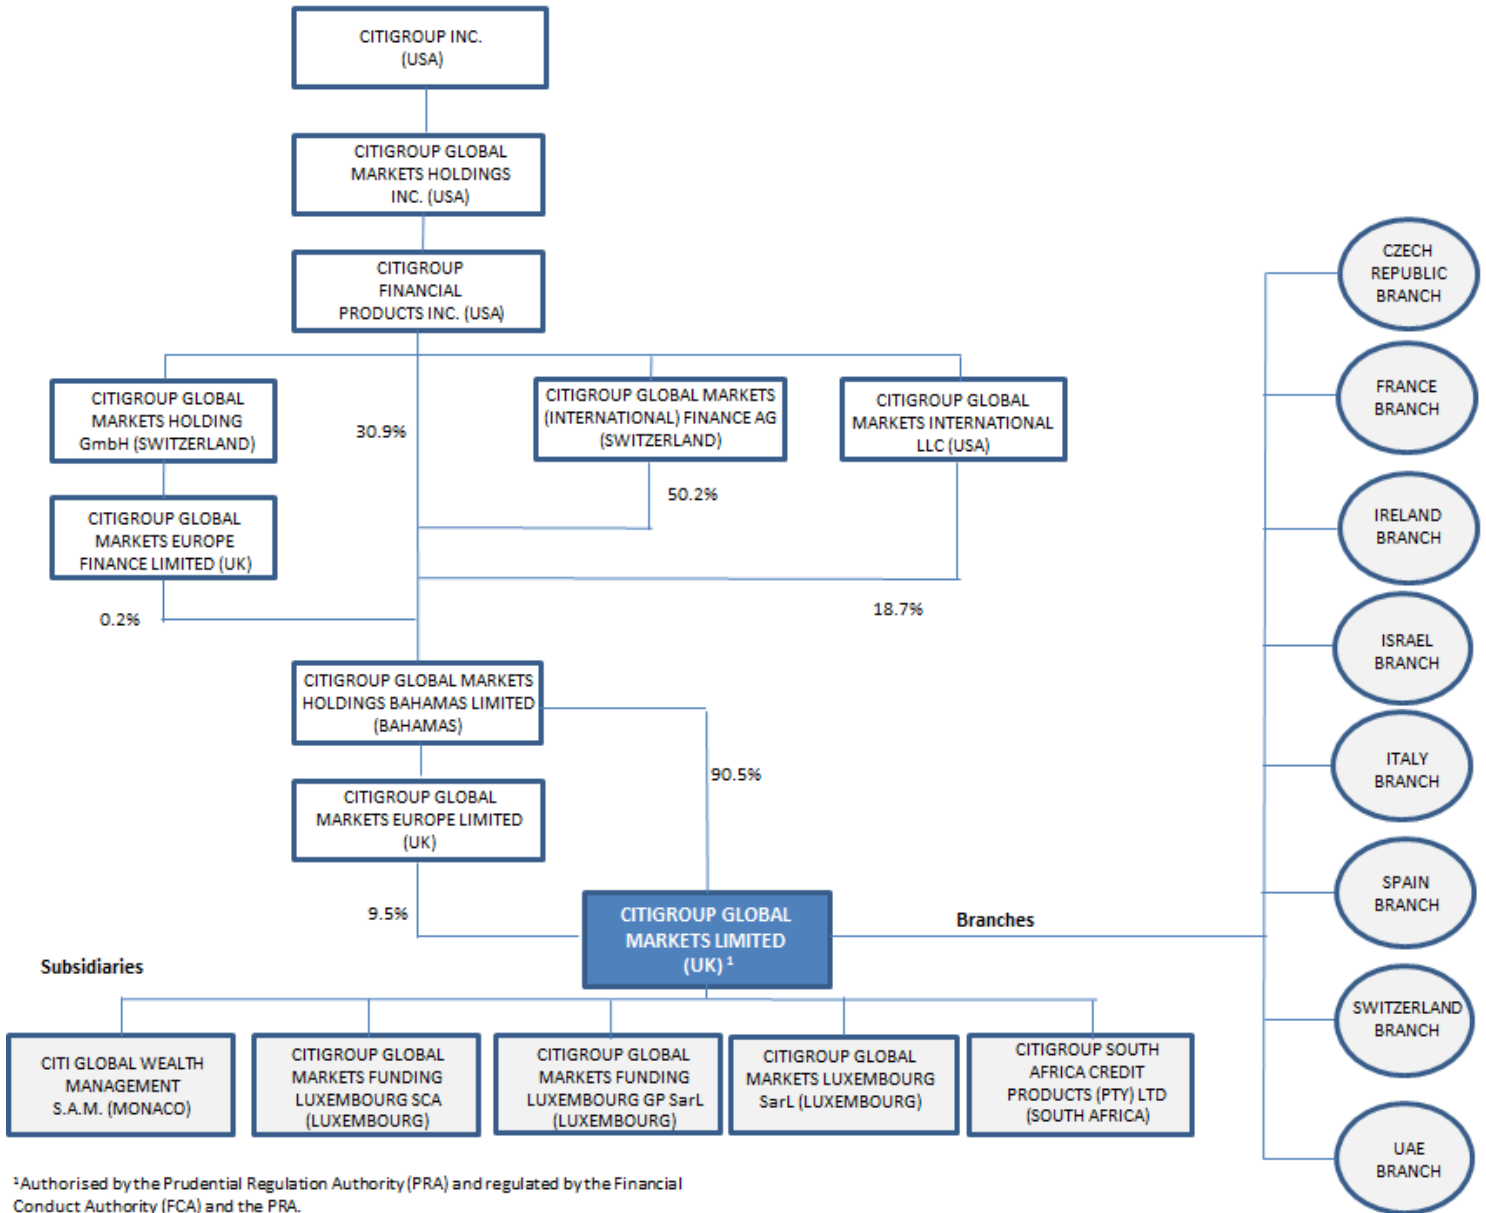 CITIGROUP INC.
(USA)
CITIGROUP GLOBAL
MARKETS HOLDINGS
INC. (USA)
CITIGROUP
FINANCIAL
PRODUCTS INC. (USA)
CITIGROUP GLOBAL
MARKETS HOLDING
GmbH (SWITZERLAND)
30.9%
CITIGROUP GLOBAL MARKETS
(INTERNATIONAL) FINANCE AG
(SWITZERLAND)
CITIGROUP GLOBAL
MARKETS INTERNATIONAL
LLC (USA)
50.2%
CITIGROUP GLOBAL
MARKETS EUROPE
FINANCE LIMITED (UK)
0.2%
18.7%
CITIGROUP GLOBAL MARKETS
HOLDINGS BAHAMAS LIMITED
(BAHAMAS)
90.5%
CITIGROUP GLOBAL
MARKETS EUROPE LIMITED
(UK)
9.5%
CITIGROUP GLOBAL
MARKETS LIMITED
(UK) ¹
Branches
Subsidiaries
CITI GLOBAL WEALTH
MANAGEMENT
S.A.M. (MONACO)
CITIGROUP GLOBAL
MARKETS FUNDING
LUXEMBOURG SCA
(LUXEMBOURG)
CITIGROUP GLOBAL
MARKETS FUNDING
LUXEMBOURG GP SarL
(LUXEMBOURG)
CITIGROUP GLOBAL
MARKETS LUXEMBOURG
SarL (LUXEMBOURG)
CITIGROUP SOUTH
AFRICA CREDIT
PRODUCTS (PTY) LTD
(SOUTH AFRICA)
CZECH
REPUBLIC
BRANCH
FRANCE
BRANCH
IRELAND
BRANCH
ISRAEL
BRANCH
ITALY
BRANCH
SPAIN
BRANCH
SWITZERLAND
BRANCH
UAE
BRANCH
¹Authorised by the Prudential Regulation Authority (PRA) and regulated by the Financial
Conduct Authority (FCA) and the PRA.